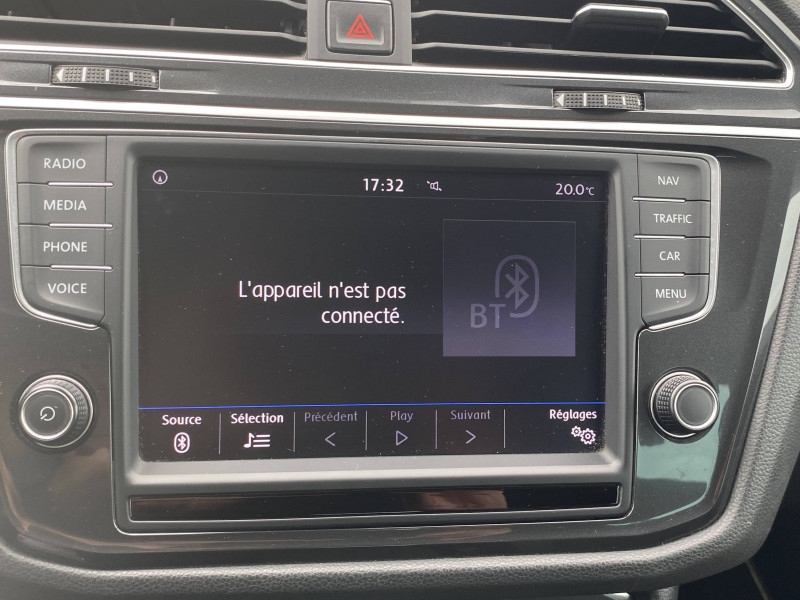 RADIO
MEDIA
PHONE
VOICE
17:32
20.0°C
L'appareil n'est pas
connecté.
BT
Source
Sélection
Précédent
Play
Suivant
Réglages
NAV
TRAFFIC
CAR
MENU